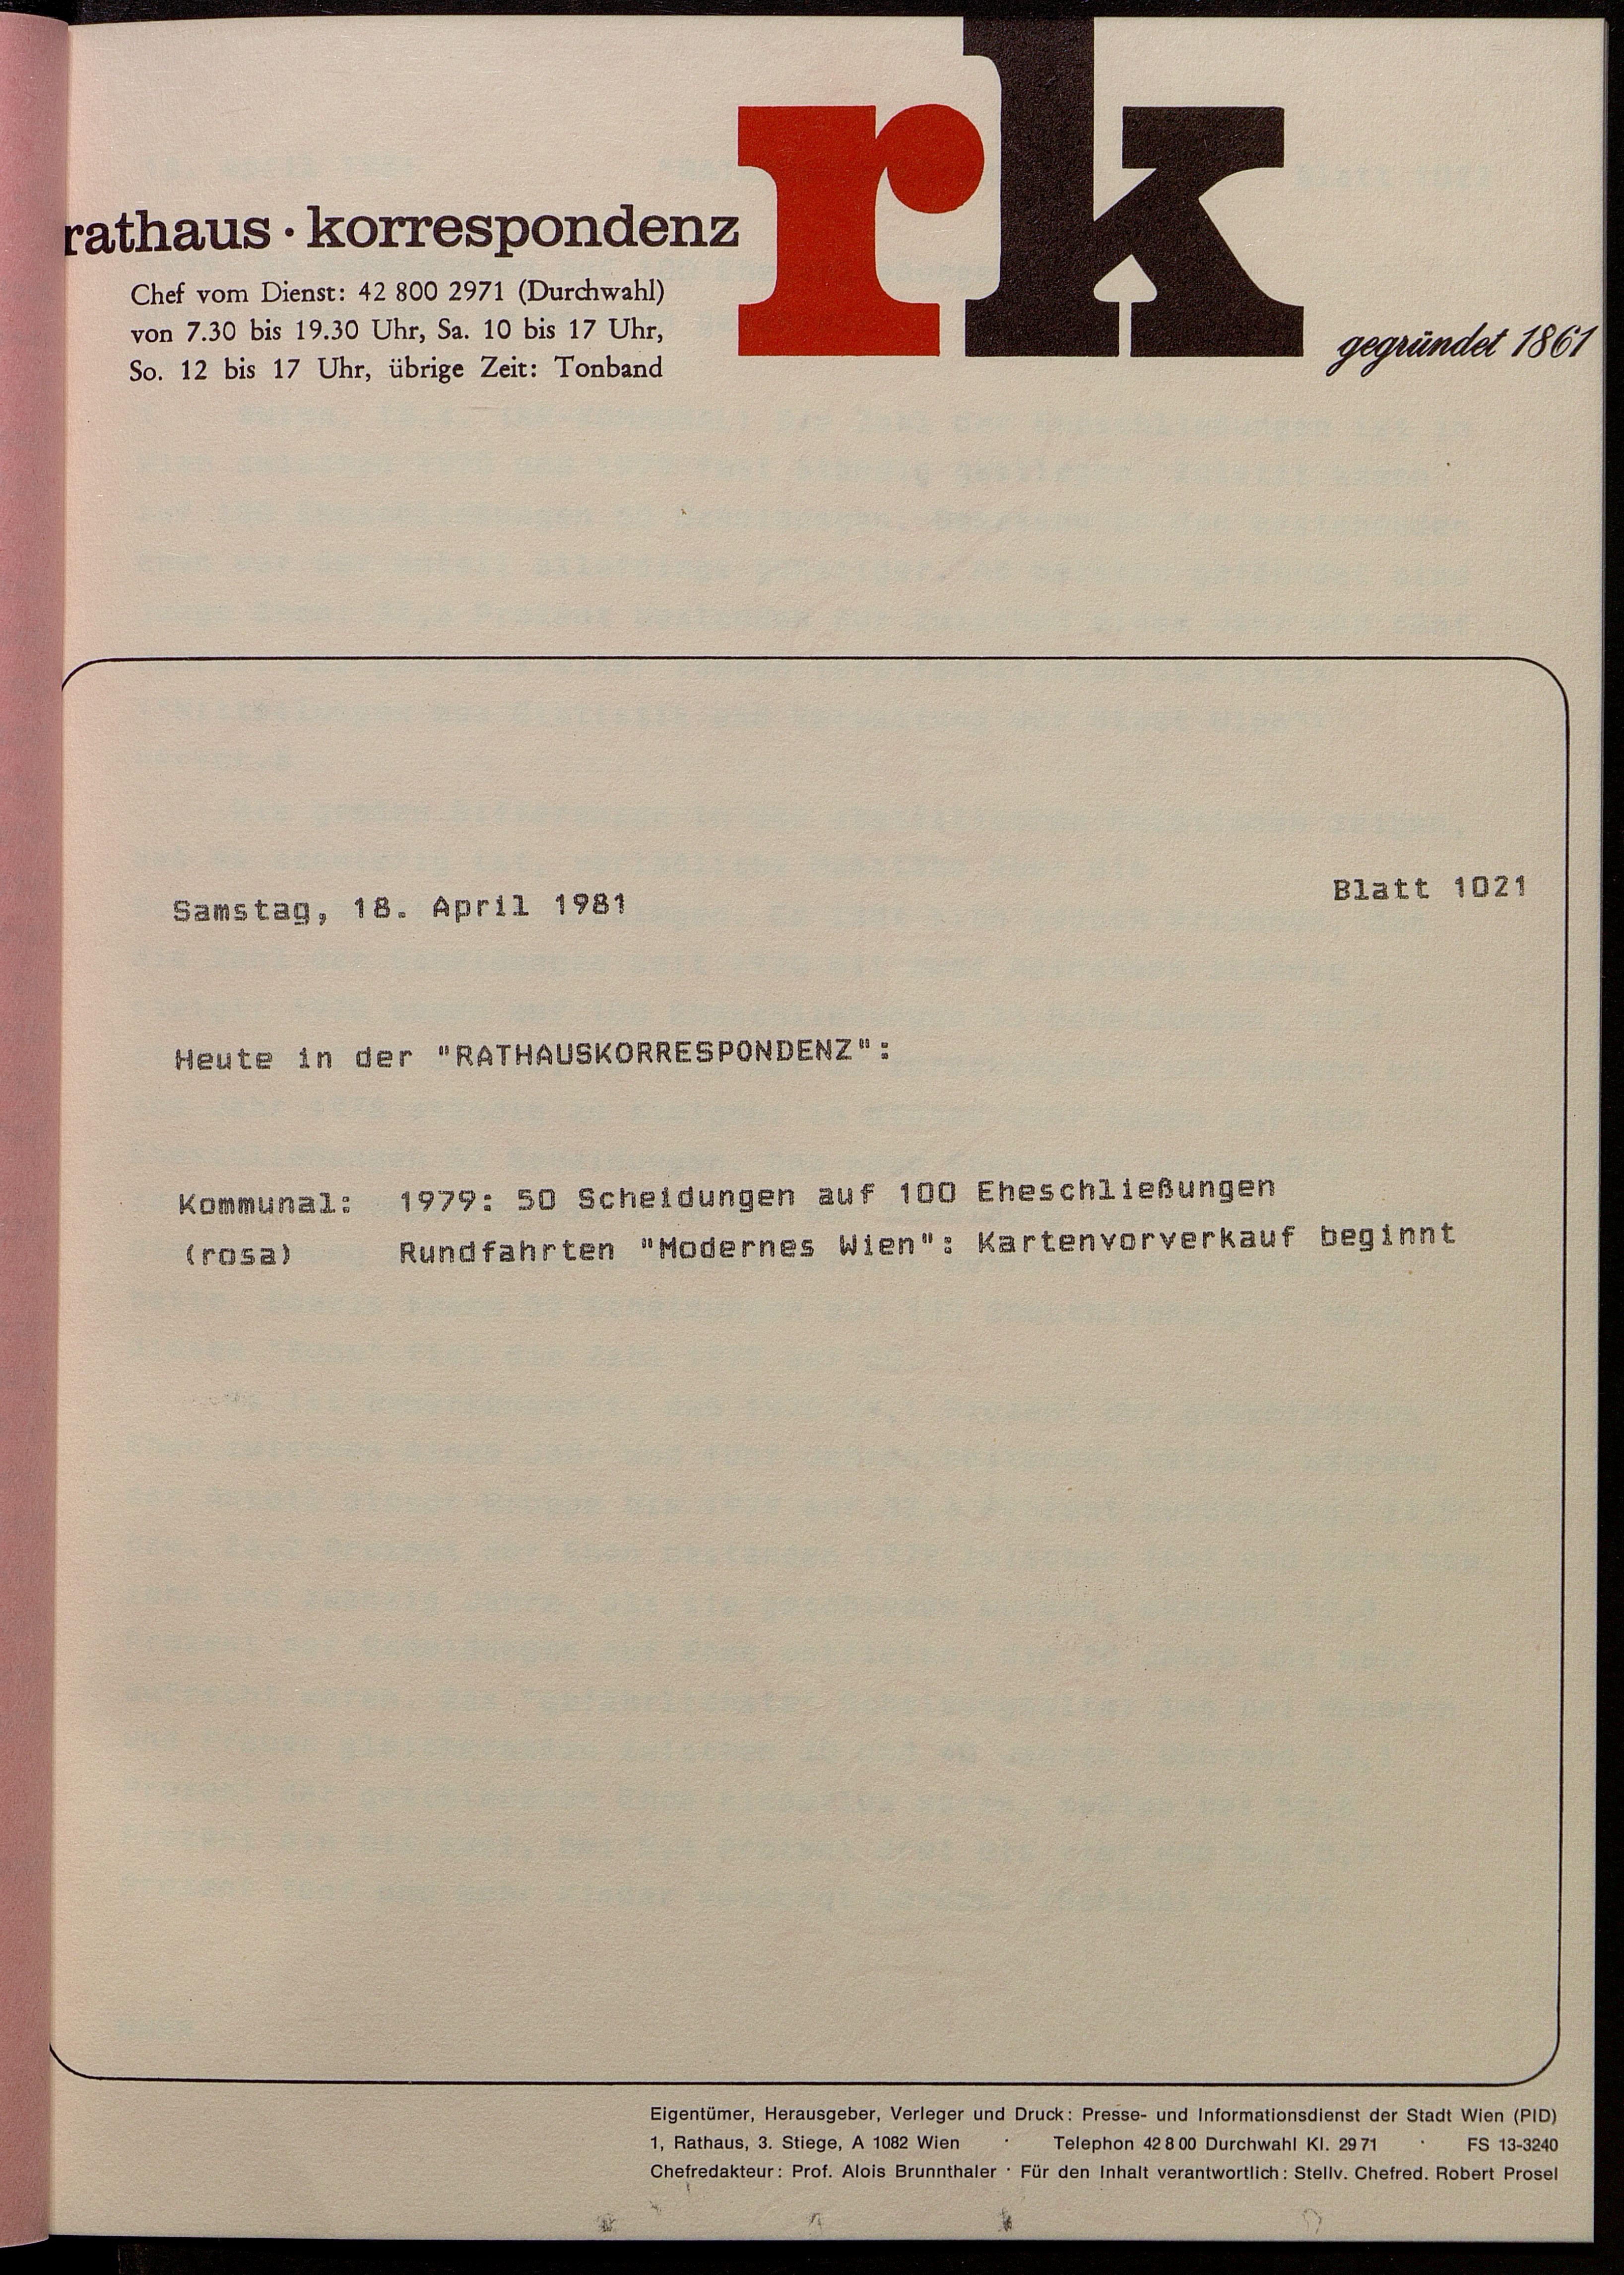 rk
rathaus · korrespondenz
Chef vom Dienst: 42 800 2971 (Durchwahl)
von 7.30 bis 19.30 Uhr, Sa. 10 bis 17 Uhr,
So. 12 bis 17 Uhr, übrige Zeit: Tonband
gegründet 1861
Samstag, 18. April 1981 Blatt 1021
Heute in der "RATHAUSKORRESPONDENZ":
Kommunal: 1979: 50 Scheidungen auf 100 Eheschließungen
(rosa) Rundfahrten "Modernes Wien": Kartenvorverkauf beginnt
Eigentümer, Herausgeber, Verleger und Druck: Presse- und Informationsdienst der Stadt Wien (PID)
1, Rathaus, 3. Stiege, A 1082 Wien · Telephon 42 8 00 Durchwahl Kl. 29 71 · FS 13-3240
Chefredakteur: Prof. Alois Brunnthaler · Für den Inhalt verantwortlich: Stellv. Chefred. Robert Prosel